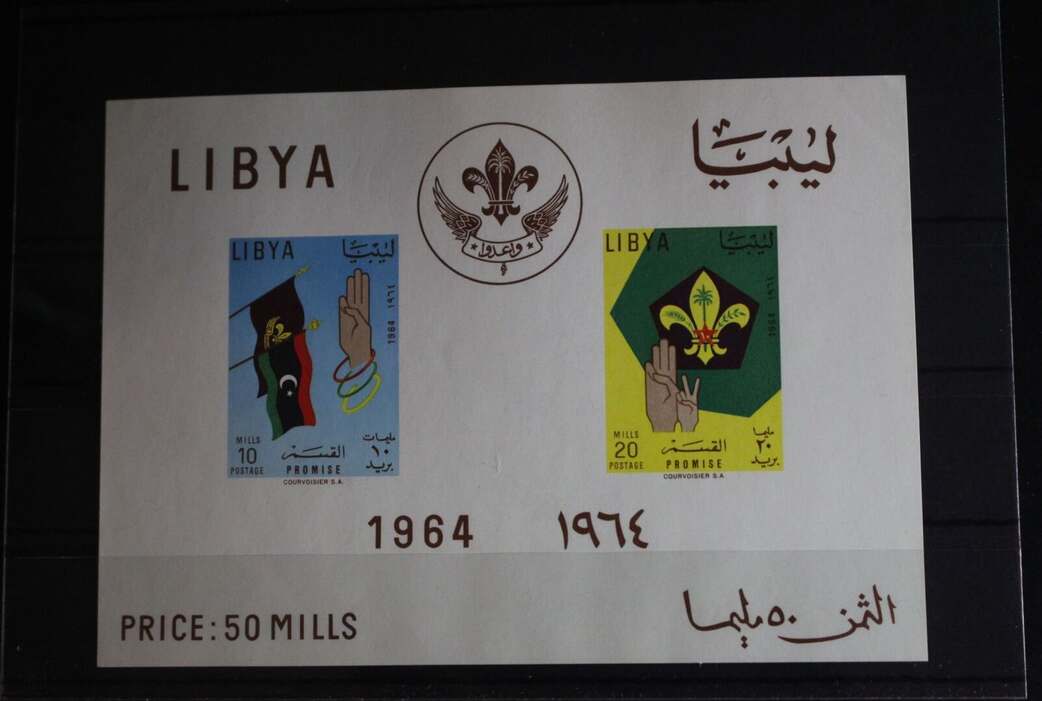 LIBYA
ليبيا
واعدوا
LIBYA ليبيا
1964 ١٩٦٤
MILLS
10
POSTAGE
القسم
PROMISE
مليمات
١٠
بريد
COURVOISIER S.A.
LIBYA ليبيا
1964 ١٩٦٤
MILLS
20
POSTAGE
القسم
PROMISE
مليما
٢٠
بريد
COURVOISIER S.A.
1964 ١٩٦٤
PRICE: 50 MILLS
الثمن ٥٠ مليما